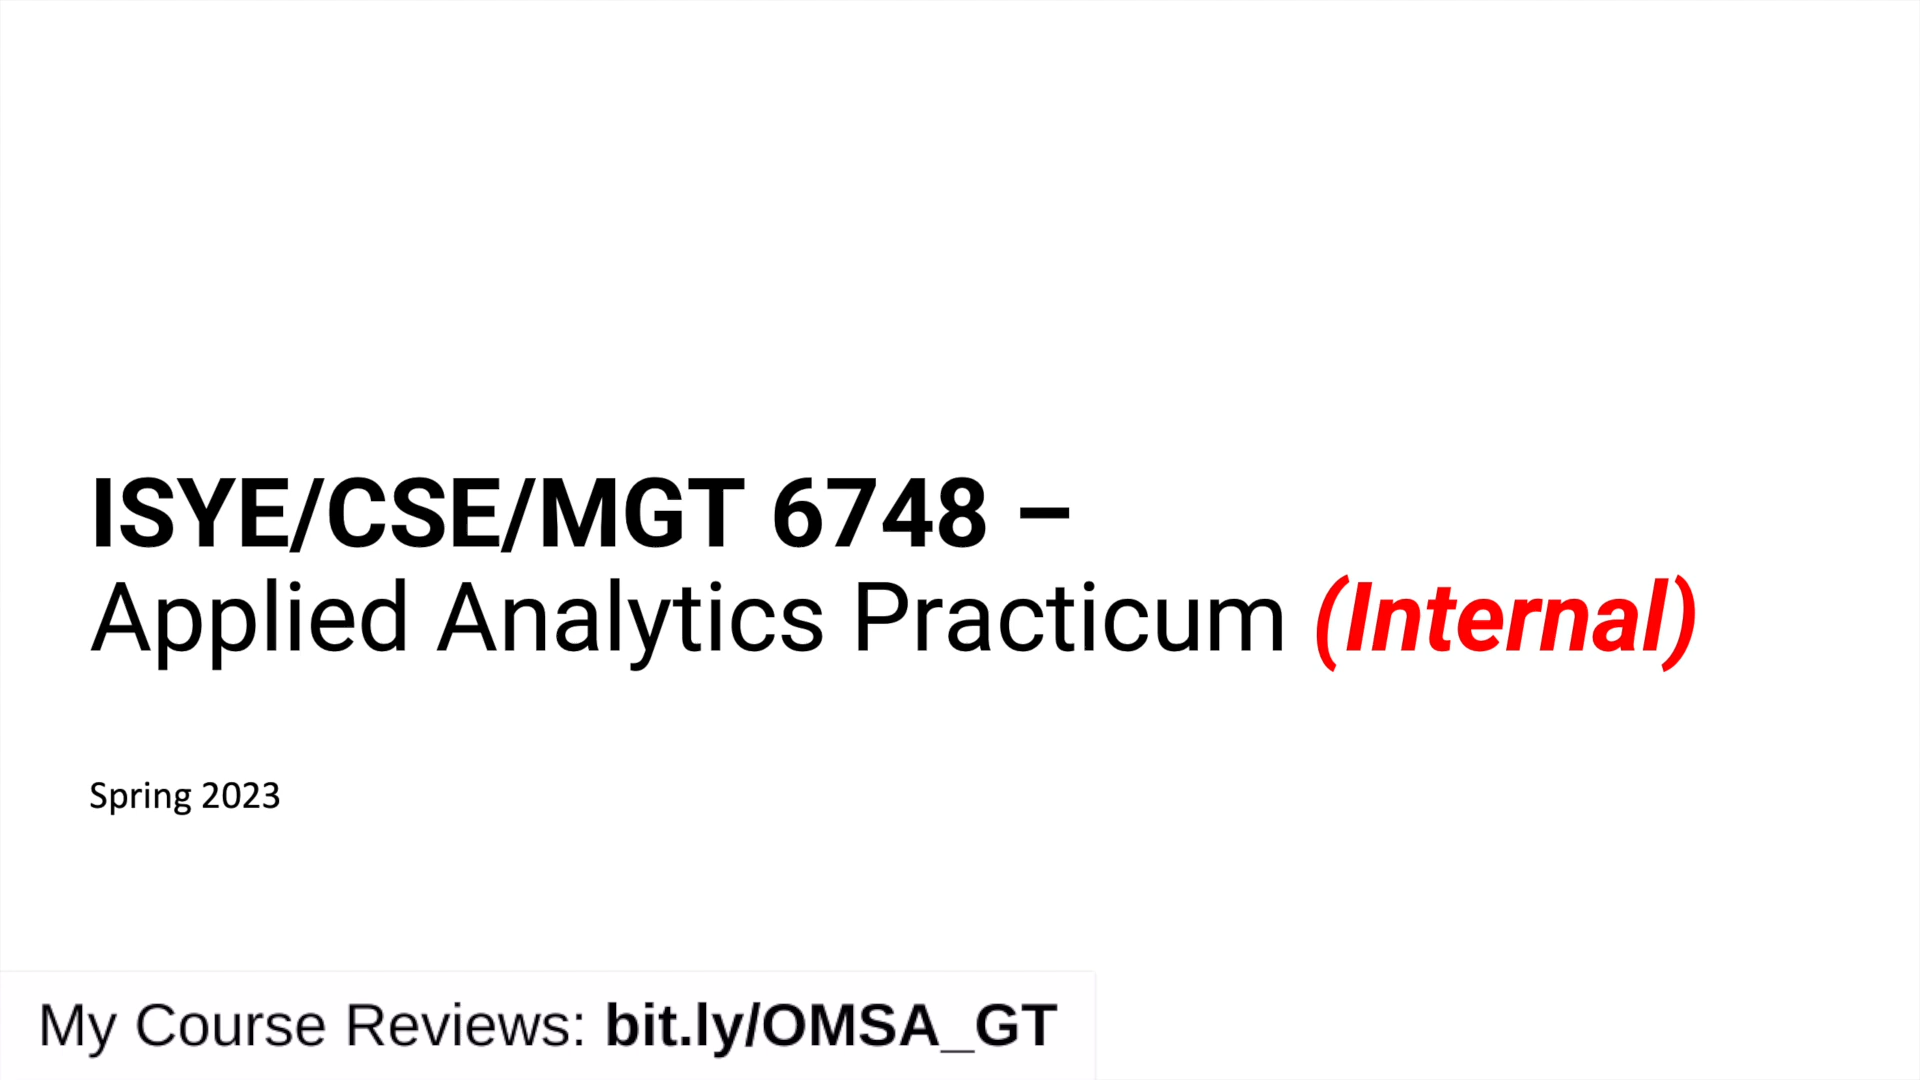 ISYE/CSE/MGT 6748 –
Applied Analytics Practicum (Internal)
Spring 2023
My Course Reviews: bit.ly/OMSA_GT